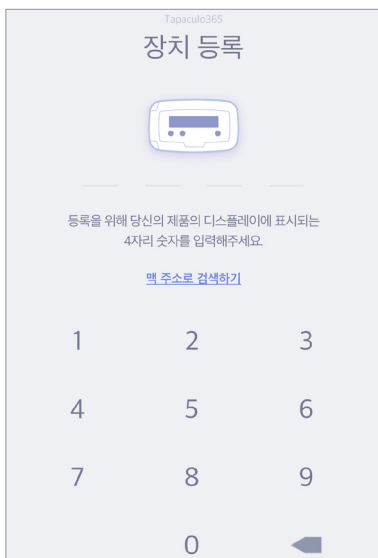 Tapaculo365
장치 등록
등록을 위해 당신의 제품의 디스플레이에 표시되는
4자리 숫자를 입력해주세요.
맥 주소로 검색하기
1 2 3
4 5 6
7 8 9
0